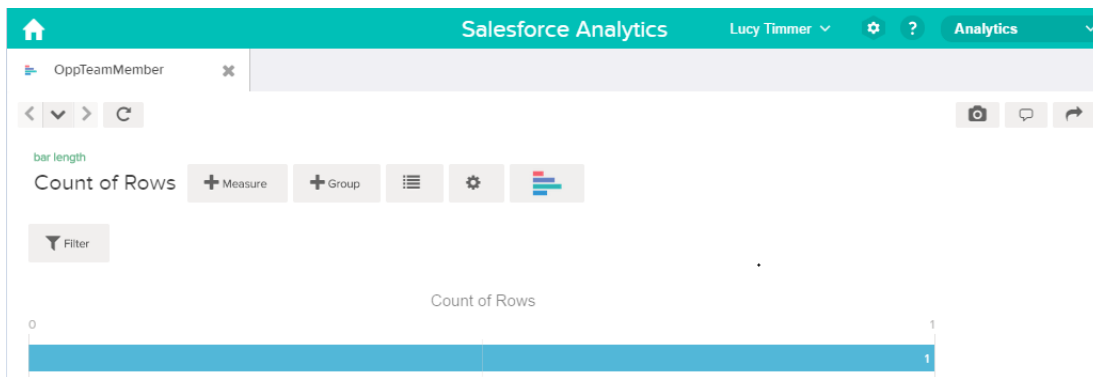 Salesforce Analytics Lucy Timmer ? Analytics
OppTeamMember
bar length
Count of Rows Measure Group
Filter
Count of Rows
0 1
1